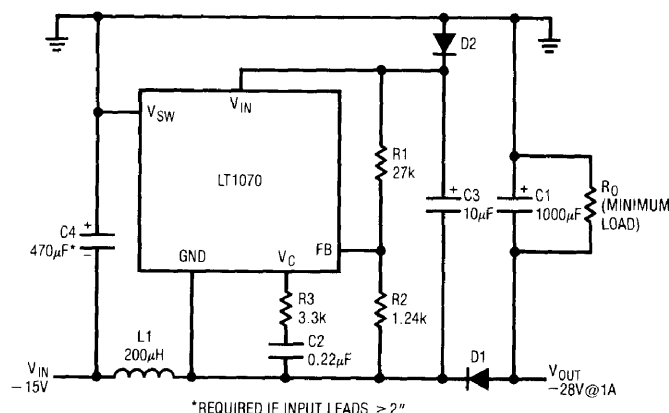 D2
V_SW
V_IN
LT1070
R1
27k
C3
10µF
C1
1000µF
R_O
(MINIMUM
LOAD)
C4
470µF*
GND
V_C
FB
R3
3.3k
R2
1.24k
C2
0.22µF
L1
200µH
D1
V_IN
−15V
V_OUT
−28V@1A
*REQUIRED IF INPUT LEADS ≥ 2"